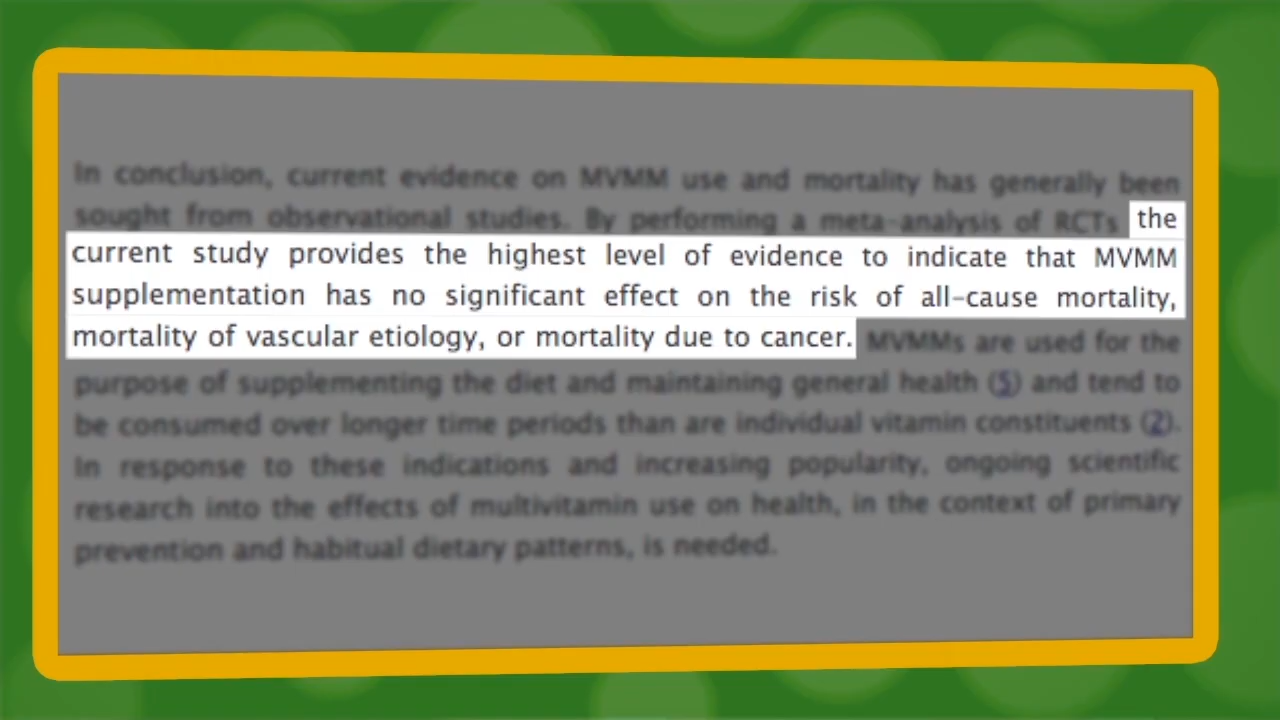 In conclusion, current evidence on MVMM use and mortality has generally been
sought from observational studies. By performing a meta-analysis of RCTs the
current study provides the highest level of evidence to indicate that MVMM
supplementation has no significant effect on the risk of all-cause mortality,
mortality of vascular etiology, or mortality due to cancer. MVMMs are used for the
purpose of supplementing the diet and maintaining general health (5) and tend to
be consumed over longer time periods than are individual vitamin constituents (2).
In response to these indications and increasing popularity, ongoing scientific
research into the effects of multivitamin use on health, in the context of primary
prevention and habitual dietary patterns, is needed.